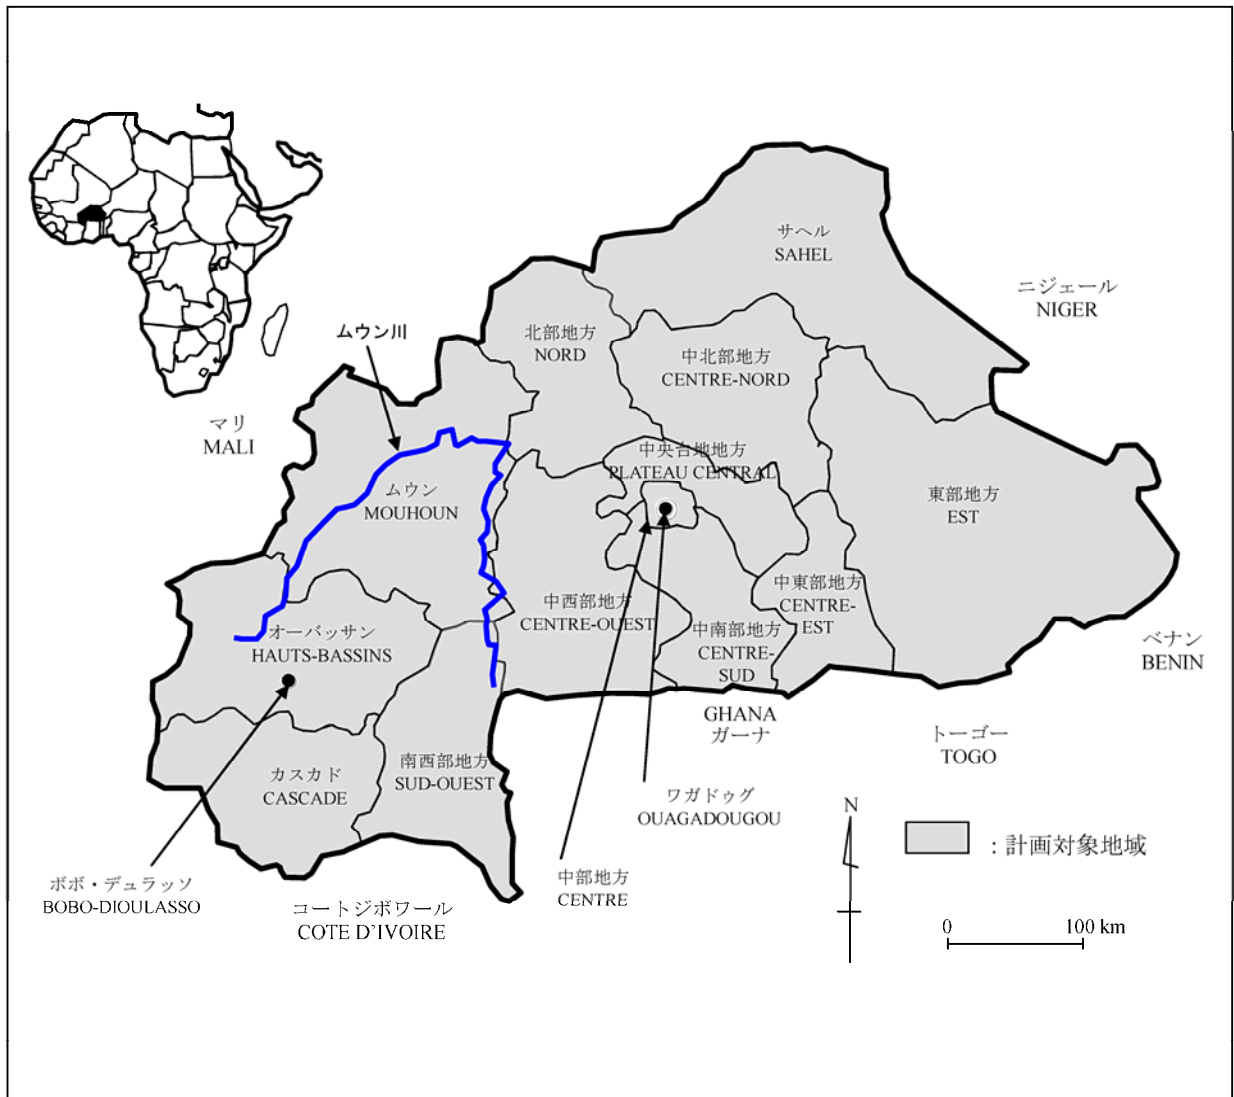 サヘル
SAHEL
ニジェール
NIGER
北部地方
NORD
ムウン川
中北部地方
CENTRE-NORD
マリ
MALI
中央台地地方
PLATEAU CENTRAL
ムウン
MOUHOUN
東部地方
EST
中西部地方
CENTRE-OUEST
中東部地方
CENTRE-
EST
オーバッサン
HAUTS-BASSINS
中南部地方
CENTRE-
SUD
ベナン
BENIN
GHANA
ガーナ
トーゴー
TOGO
南西部地方
SUD-OUEST
カスカド
CASCADE
ワガドゥグ
OUAGADOUGOU
N
: 計画対象地域
ボボ・デュラッソ
BOBO-DIOULASSO
中部地方
CENTRE
コートジボワール
COTE D'IVOIRE
0 100 km